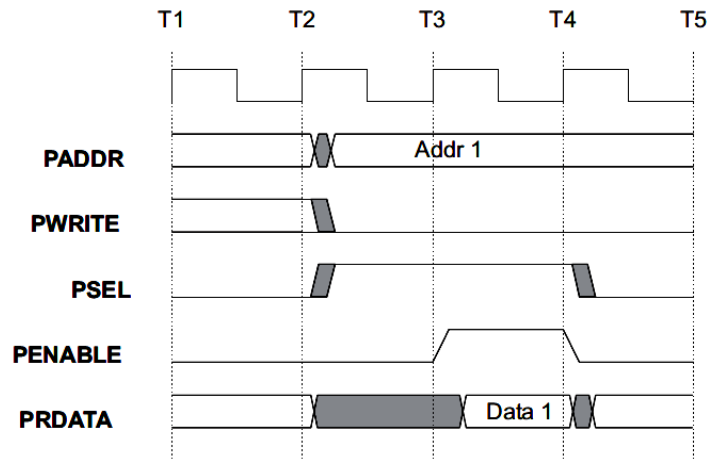 T1 T2 T3 T4 T5
PADDR Addr 1
PWRITE
PSEL
PENABLE
PRDATA Data 1